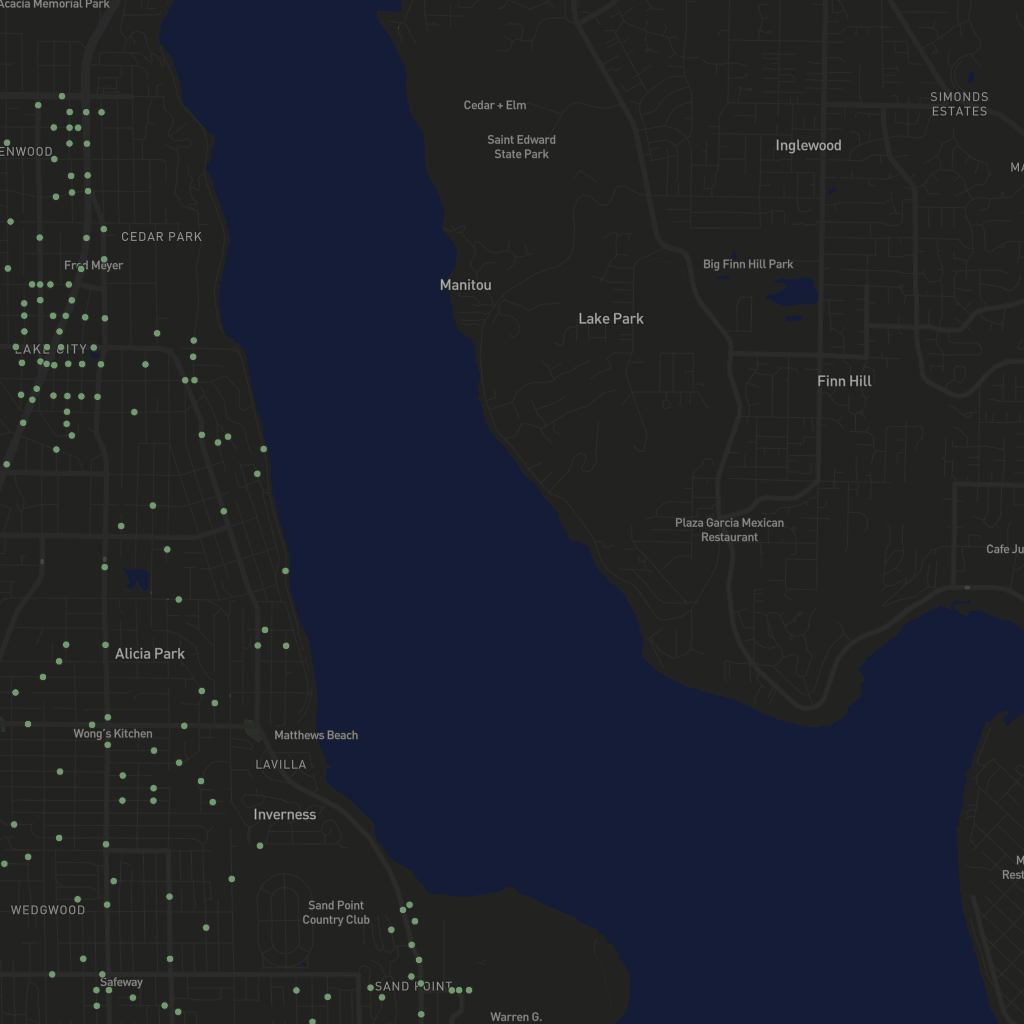 Acacia Memorial Park
Cedar + Elm
SIMONDS
ESTATES
Saint Edward
State Park
Inglewood
ENWOOD
MA
CEDAR PARK
Fred Meyer
Big Finn Hill Park
Manitou
Lake Park
LAKE CITY
Finn Hill
Plaza Garcia Mexican
Restaurant
Cafe Ju
Alicia Park
Wong's Kitchen
Matthews Beach
LAVILLA
Inverness
M
Rest
WEDGWOOD
Sand Point
Country Club
Safeway
SAND POINT
Warren G.